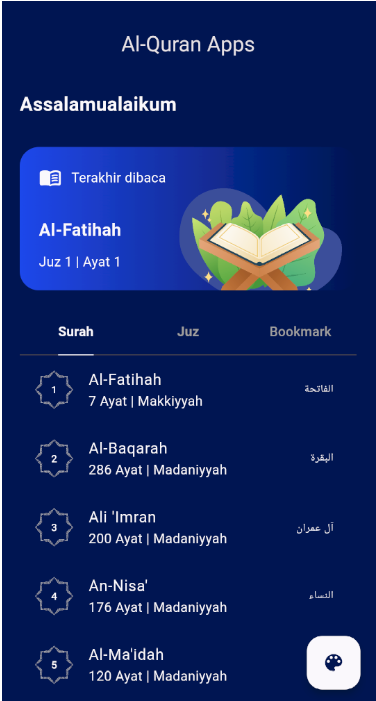 Al-Quran Apps
Assalamualaikum
Terakhir dibaca
Al-Fatihah
Juz 1 | Ayat 1
Surah Juz Bookmark
1 Al-Fatihah الفاتحة
7 Ayat | Makkiyyah
2 Al-Baqarah البقرة
286 Ayat | Madaniyyah
3 Ali 'Imran آل عمران
200 Ayat | Madaniyyah
4 An-Nisa' النساء
176 Ayat | Madaniyyah
5 Al-Ma'idah
120 Ayat | Madaniyyah